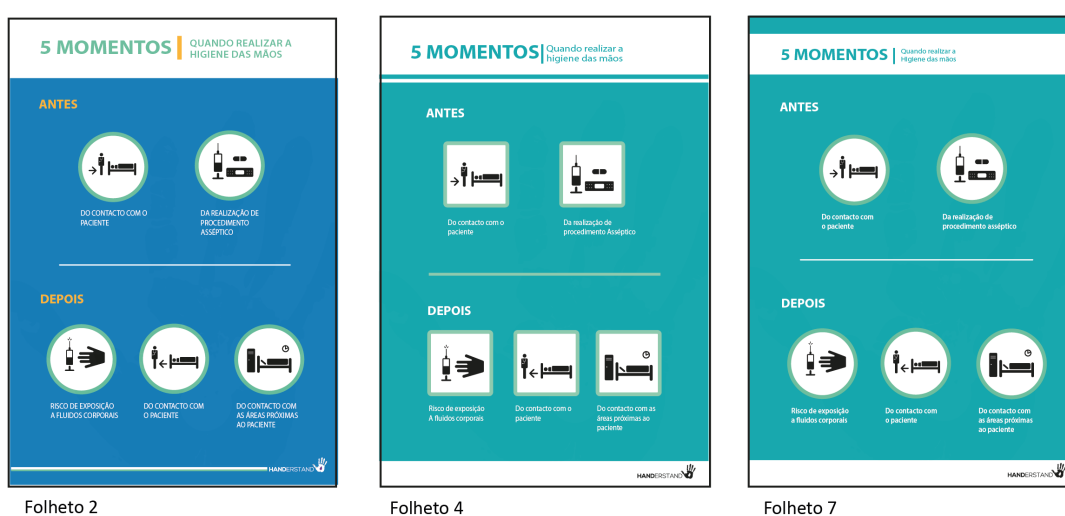 5 MOMENTOS
QUANDO REALIZAR A
HIGIENE DAS MÃOS
ANTES
DO CONTACTO COM O
PACIENTE
DA REALIZAÇÃO DE
PROCEDIMENTO
ASSÉPTICO
DEPOIS
RISCO DE EXPOSIÇÃO
A FLUIDOS CORPORAIS
DO CONTACTO COM
O PACIENTE
DO CONTACTO COM
AS ÁREAS PRÓXIMAS
AO PACIENTE
HANDERSTAND
Folheto 2
5 MOMENTOS
Quando realizar a
higiene das mãos
ANTES
Do contacto com o
paciente
Da realização de
procedimento Asséptico
DEPOIS
Risco de exposição
A fluidos corporais
Do contacto com o
paciente
Do contacto com as
áreas próximas ao
paciente
HANDERSTAND
Folheto 4
5 MOMENTOS
Quando realizar a
Higiene das mãos
ANTES
Do contacto com
o paciente
Da realização de
procedimento asséptico
DEPOIS
Risco de exposição
a fluidos corporais
Do contacto com
o paciente
Do contacto com
as áreas próximas
ao paciente
HANDERSTAND
Folheto 7